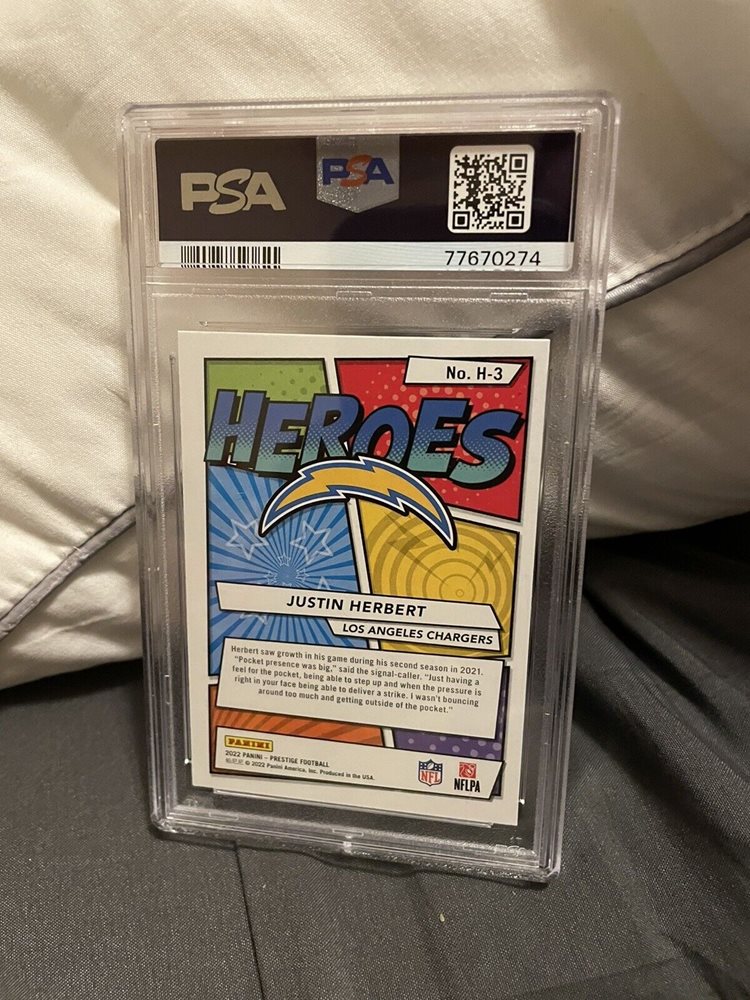 PSA PSA
77670274
No. H-3
HEROES
JUSTIN HERBERT
LOS ANGELES CHARGERS
Herbert saw growth in his game during his second season in 2021.
"Pocket presence was big," said the signal-caller. "Just having a
feel for the pocket, being able to step up and when the pressure is
right in your face being able to deliver a strike. I wasn't bouncing
around too much and getting outside of the pocket."
PANINI
2022 PANINI – PRESTIGE FOOTBALL
© 2022 Panini America, Inc. Produced in the USA.
NFL
NFLPA